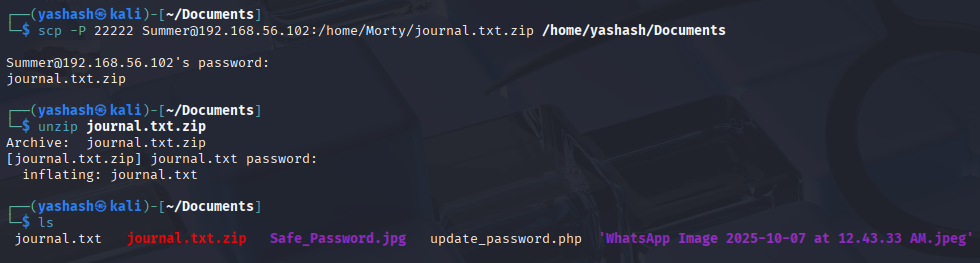 ┌──(yashash㉿kali)-[~/Documents]
└─$ scp -P 22222 Summer@192.168.56.102:/home/Morty/journal.txt.zip /home/yashash/Documents
Summer@192.168.56.102's password:
journal.txt.zip
┌──(yashash㉿kali)-[~/Documents]
└─$ unzip journal.txt.zip
Archive:  journal.txt.zip
[journal.txt.zip] journal.txt password:
  inflating: journal.txt
┌──(yashash㉿kali)-[~/Documents]
└─$ ls
 journal.txt   journal.txt.zip   Safe_Password.jpg   update_password.php  'WhatsApp Image 2025-10-07 at 12.43.33 AM.jpeg'